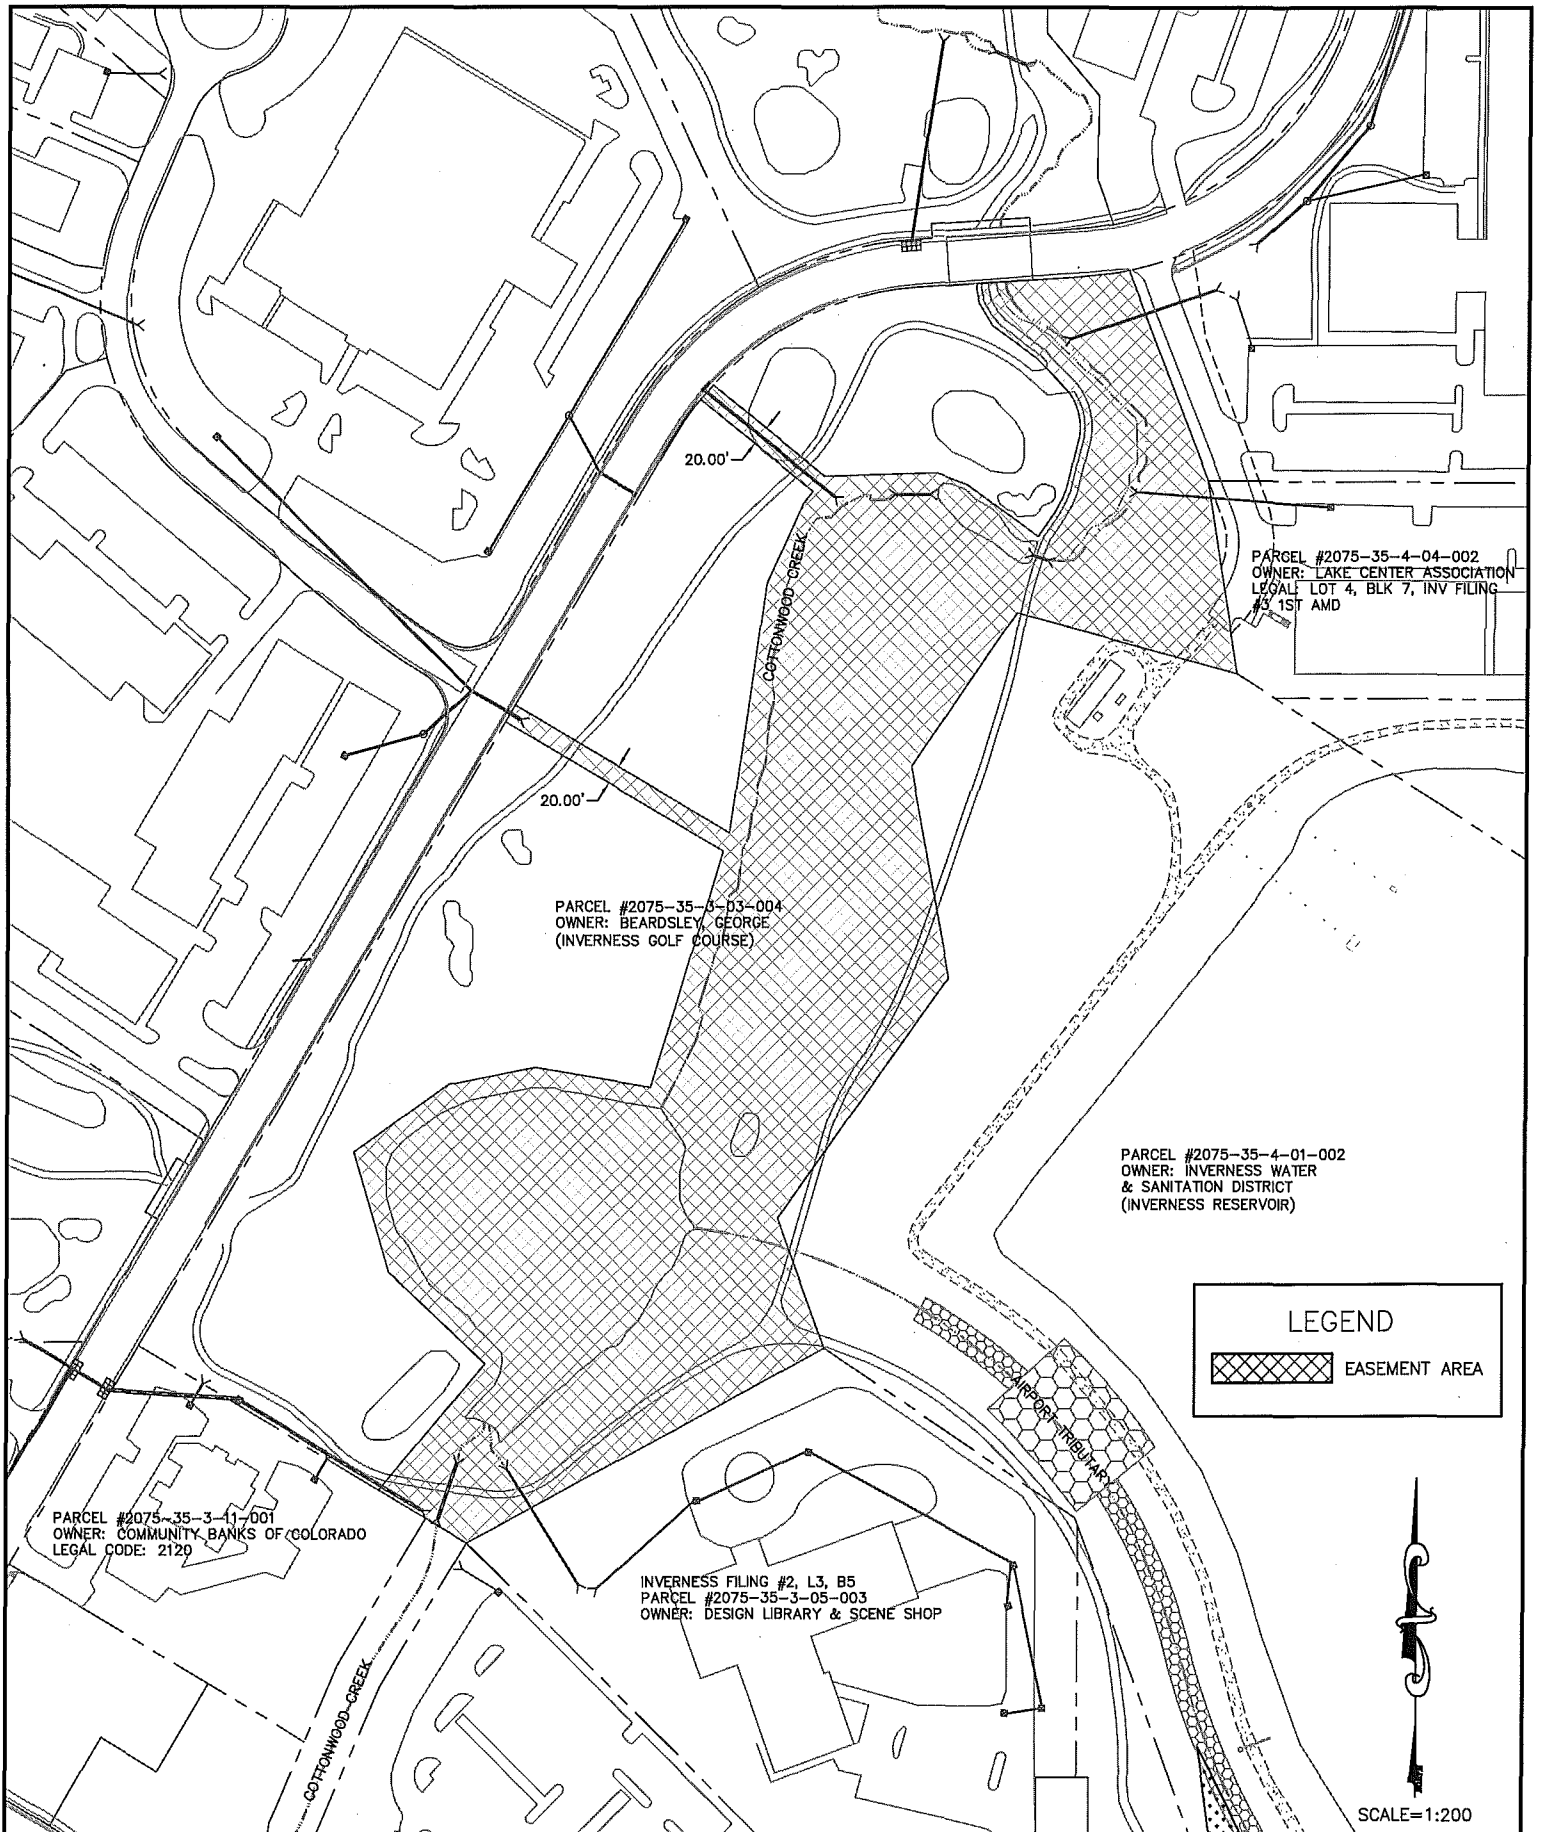 20.00'
COTTONWOOD CREEK
PARCEL #2075-35-4-04-002
OWNER: LAKE CENTER ASSOCIATION
LEGAL: LOT 4, BLK 7, INV FILING
#3 1ST AMD
20.00'
PARCEL #2075-35-3-03-004
OWNER: BEARDSLEY, GEORGE
(INVERNESS GOLF COURSE)
PARCEL #2075-35-4-01-002
OWNER: INVERNESS WATER
& SANITATION DISTRICT
(INVERNESS RESERVOIR)
LEGEND
EASEMENT AREA
AIRPORT TRIBUTARY
PARCEL #2075-35-3-11-001
OWNER: COMMUNITY BANKS OF COLORADO
LEGAL CODE: 2120
INVERNESS FILING #2, L3, B5
PARCEL #2075-35-3-05-003
OWNER: DESIGN LIBRARY & SCENE SHOP
COTTONWOOD CREEK
SCALE=1:200